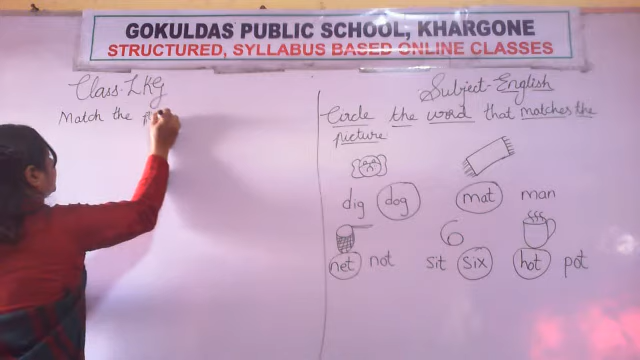 GOKULDAS PUBLIC SCHOOL, KHARGONE
STRUCTURED, SYLLABUS BASED ONLINE CLASSES
Class-LKG
Match the
Subject-English
Circle the word that matches the
picture
dig dog mat man
net not sit six hot pot